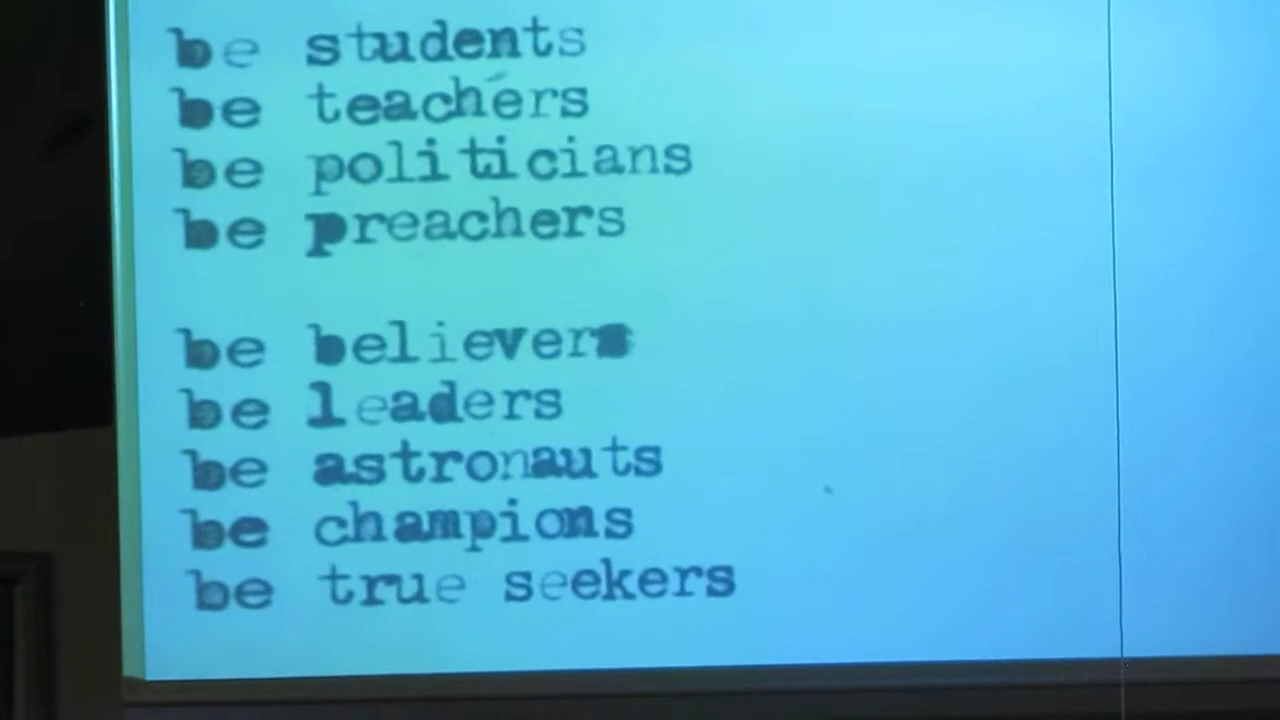 be students
be teachers
be politicians
be preachers
be believers
be leaders
be astronauts
be champions
be true seekers